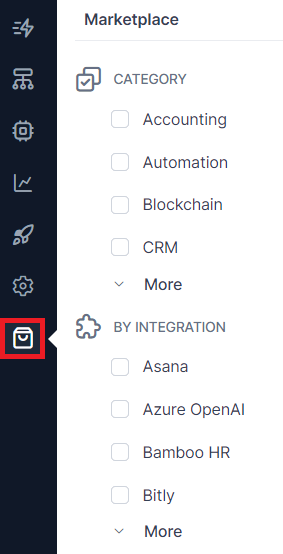 Marketplace
CATEGORY
Accounting
Automation
Blockchain
CRM
More
BY INTEGRATION
Asana
Azure OpenAI
Bamboo HR
Bitly
More